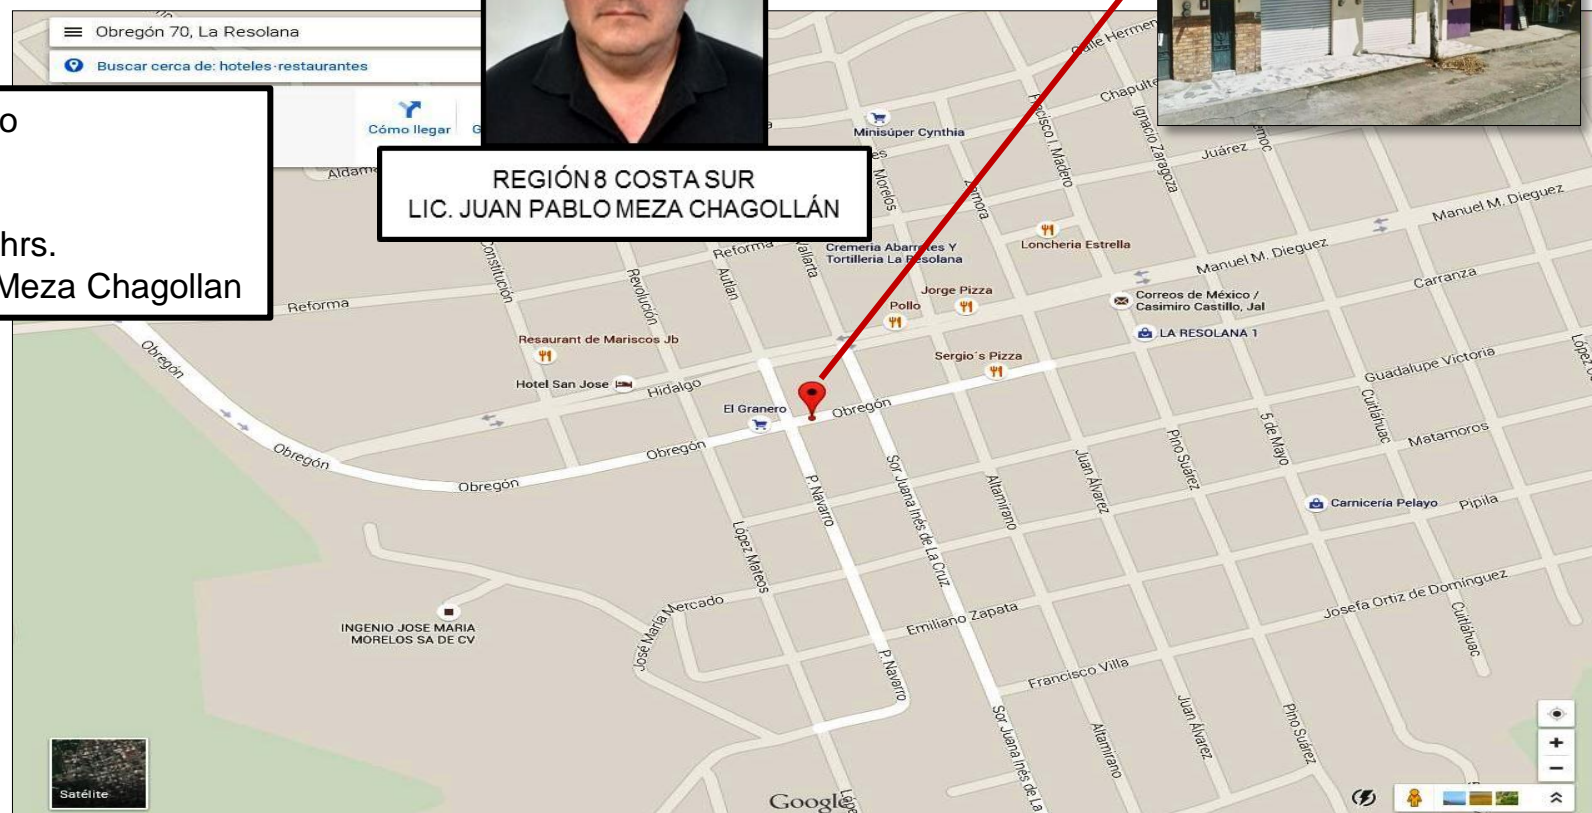 Obregón 70, La Resolana
Buscar cerca de: hoteles·restaurantes
Cómo llegar
hrs.
Meza Chagollan
REGIÓN 8 COSTA SUR
LIC. JUAN PABLO MEZA CHAGOLLÁN
Calle
Chapulte
Minisúper Cynthia
Francisco I. Madero
Ignacio Zaragoza
Juárez
Morelos
Zamora
Manuel M. Dieguez
Loncheria Estrella
Cremeria Abarrotes Y
Tortilleria La Resolana
Vallarta
Reforma
Constitución
Revolución
Autlan
Manuel M. Dieguez
Carranza
Reforma
Jorge Pizza
Pollo
Correos de México /
Casimiro Castillo, Jal
LA RESOLANA 1
Resaurant de Mariscos Jb
Sergio´s Pizza
Guadalupe Victoria
Obregón
Hotel San Jose
Hidalgo
El Granero
Obregón
Cuitláhuac
5 de Mayo
Matamoros
Obregón
Obregón
Obregón
Pino Suárez
Juan Álvarez
Altamirano
Sor Juana Inés de La Cruz
P. Navarro
Carnicería Pelayo
Pipila
López Mateos
José María Mercado
Emiliano Zapata
Josefa Ortiz de Domínguez
Cuitláhuac
INGENIO JOSE MARIA
MORELOS SA DE CV
Francisco Villa
P. Navarro
Sor Juana Inés de La
Altamirano
Juan Álvarez
Pino Suárez
Satélite
Google